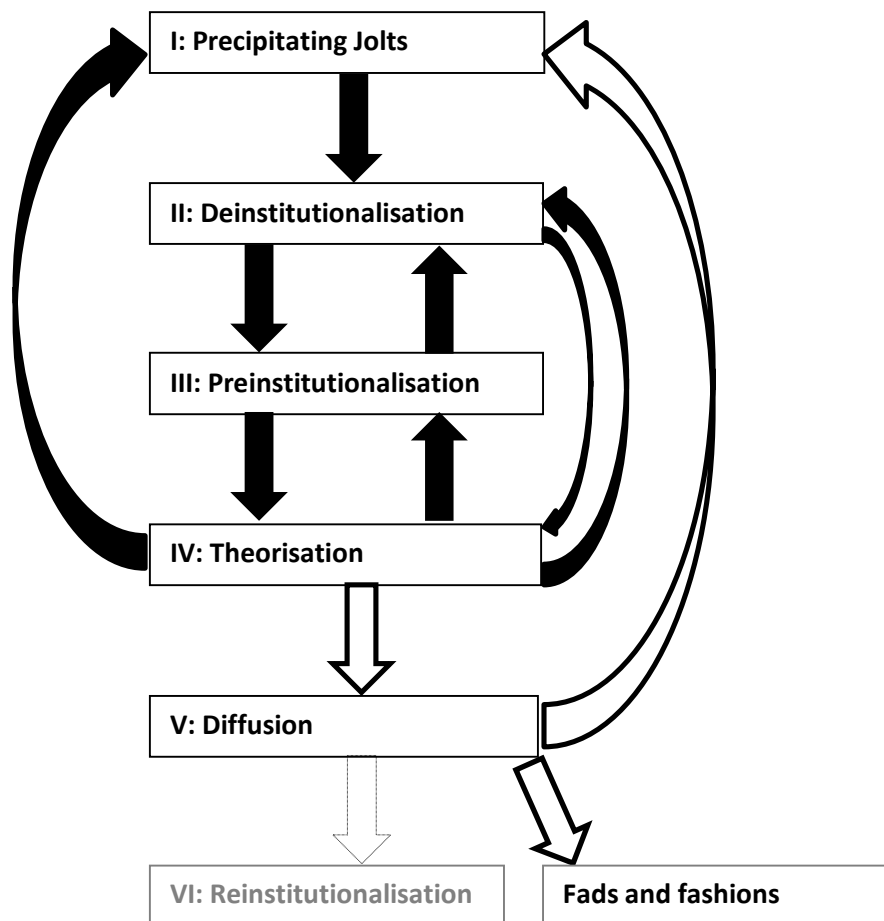 I: Precipitating Jolts
II: Deinstitutionalisation
III: Preinstitutionalisation
IV: Theorisation
V: Diffusion
VI: Reinstitutionalisation
Fads and fashions